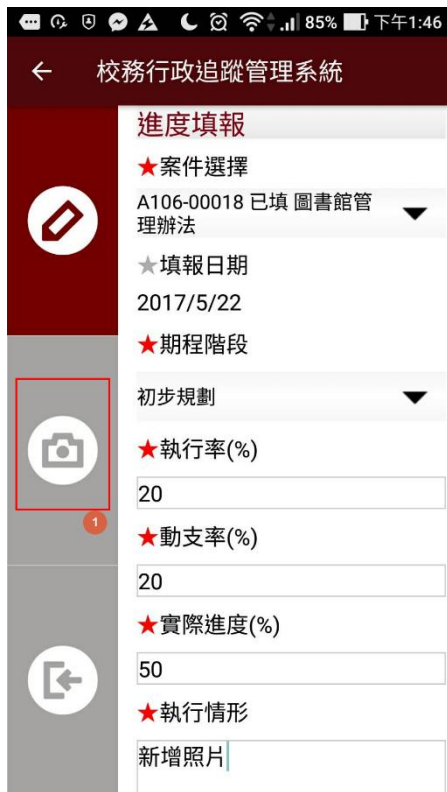 85% 下午1:46
校務行政追蹤管理系統
進度填報
★案件選擇
A106-00018 已填 圖書館管
理辦法
★填報日期
2017/5/22
★期程階段
初步規劃
★執行率(%)
20
1
★動支率(%)
20
★實際進度(%)
50
★執行情形
新增照片